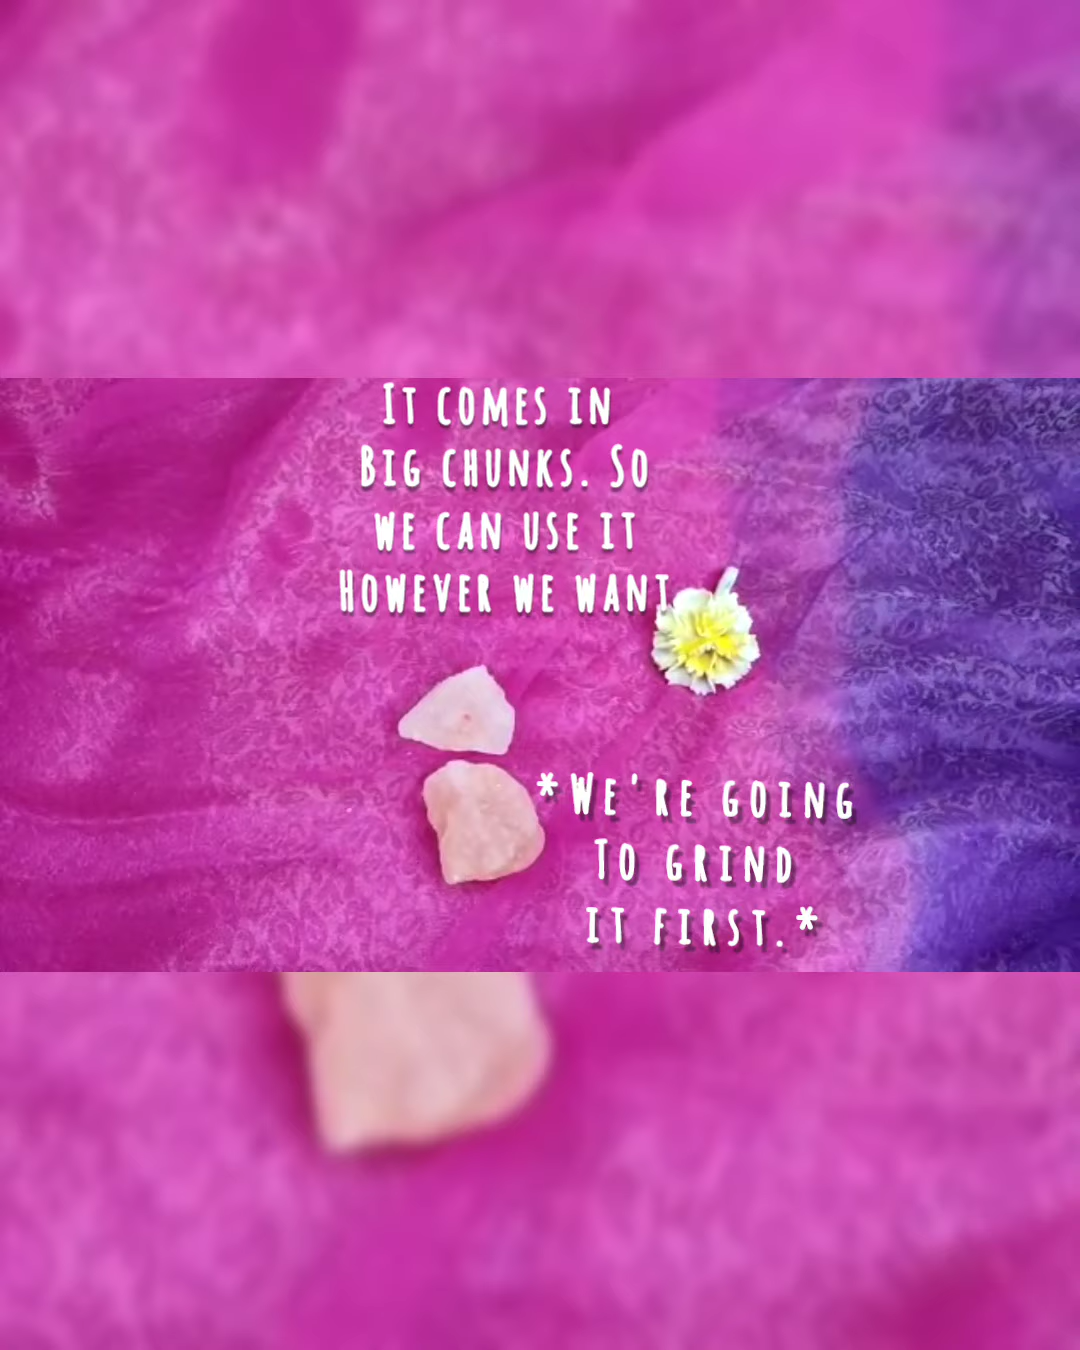 It comes in
Big chunks. So
we can use it
However we want
*We're going
To grind
it first.*